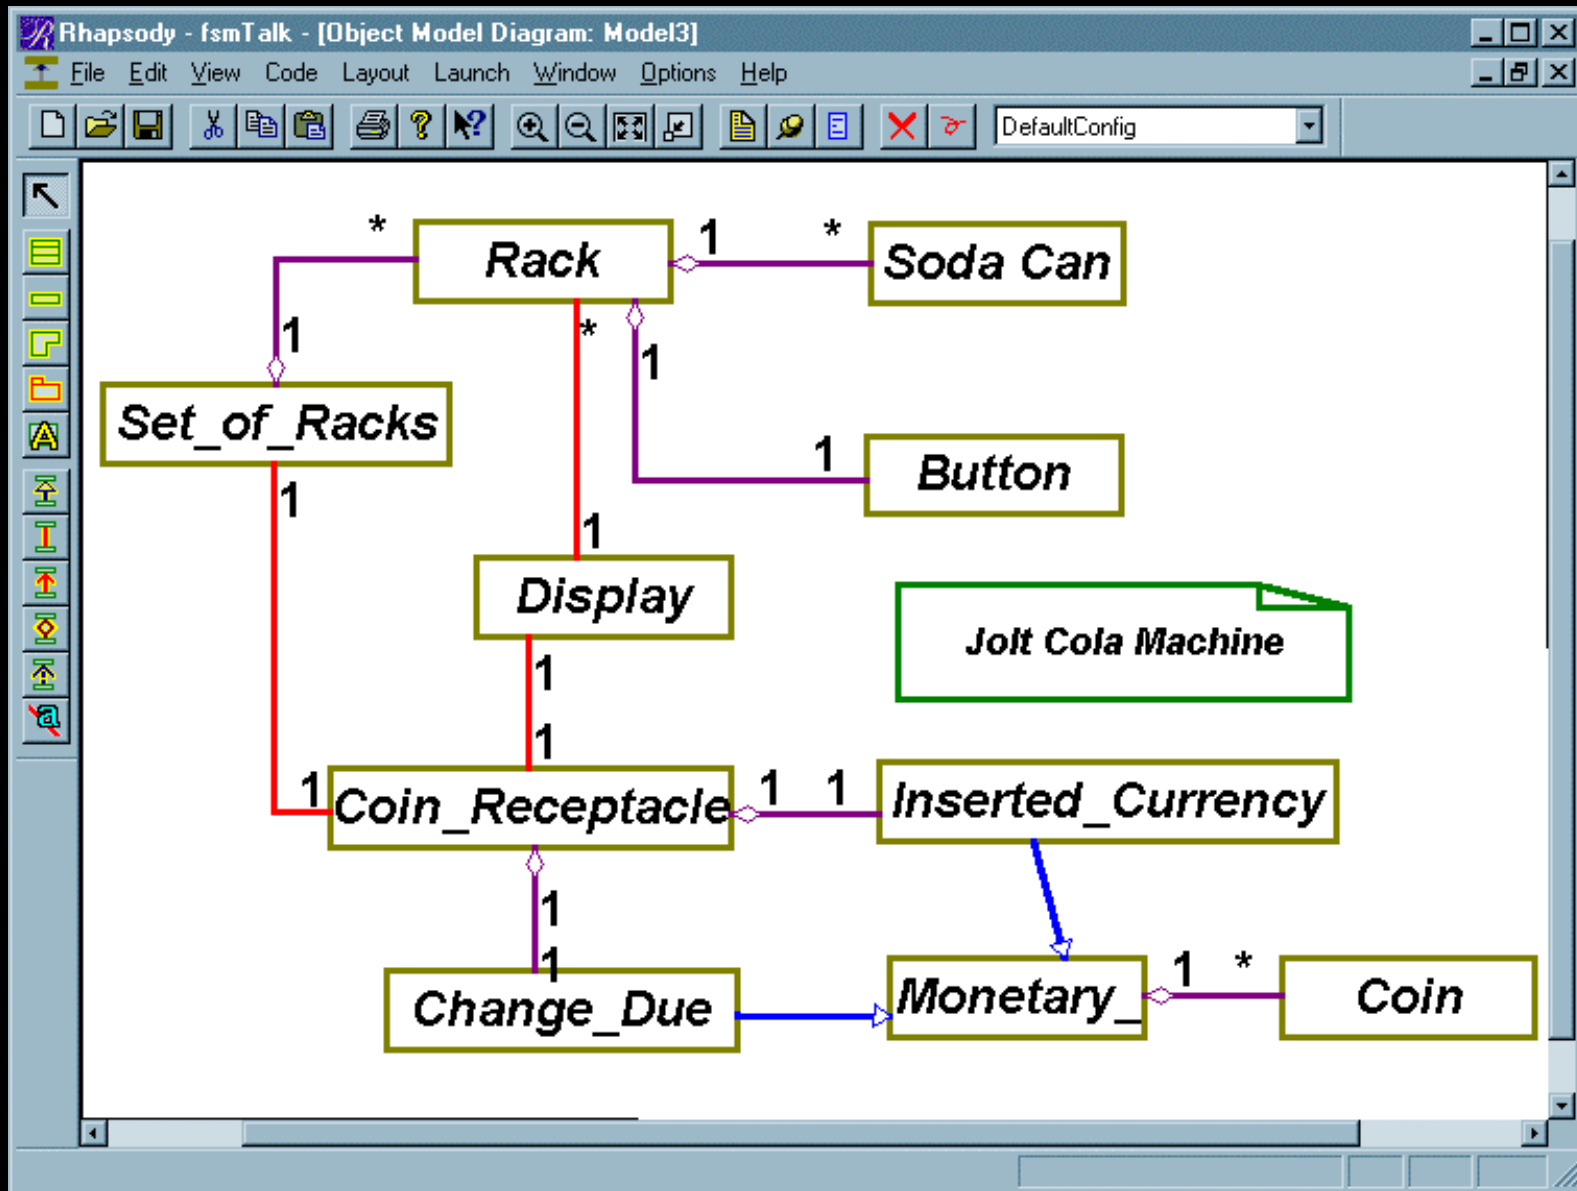 Rhapsody - fsmTalk - [Object Model Diagram: Model3]
File Edit View Code Layout Launch Window Options Help
DefaultConfig
* Rack 1 * Soda Can
1 * 1
Set_of_Racks
1 1 Button
1
Display
Jolt Cola Machine
1
1
1 Coin_Receptacle 1 1 Inserted_Currency
1
1 1 *
Change_Due Monetary_ Coin